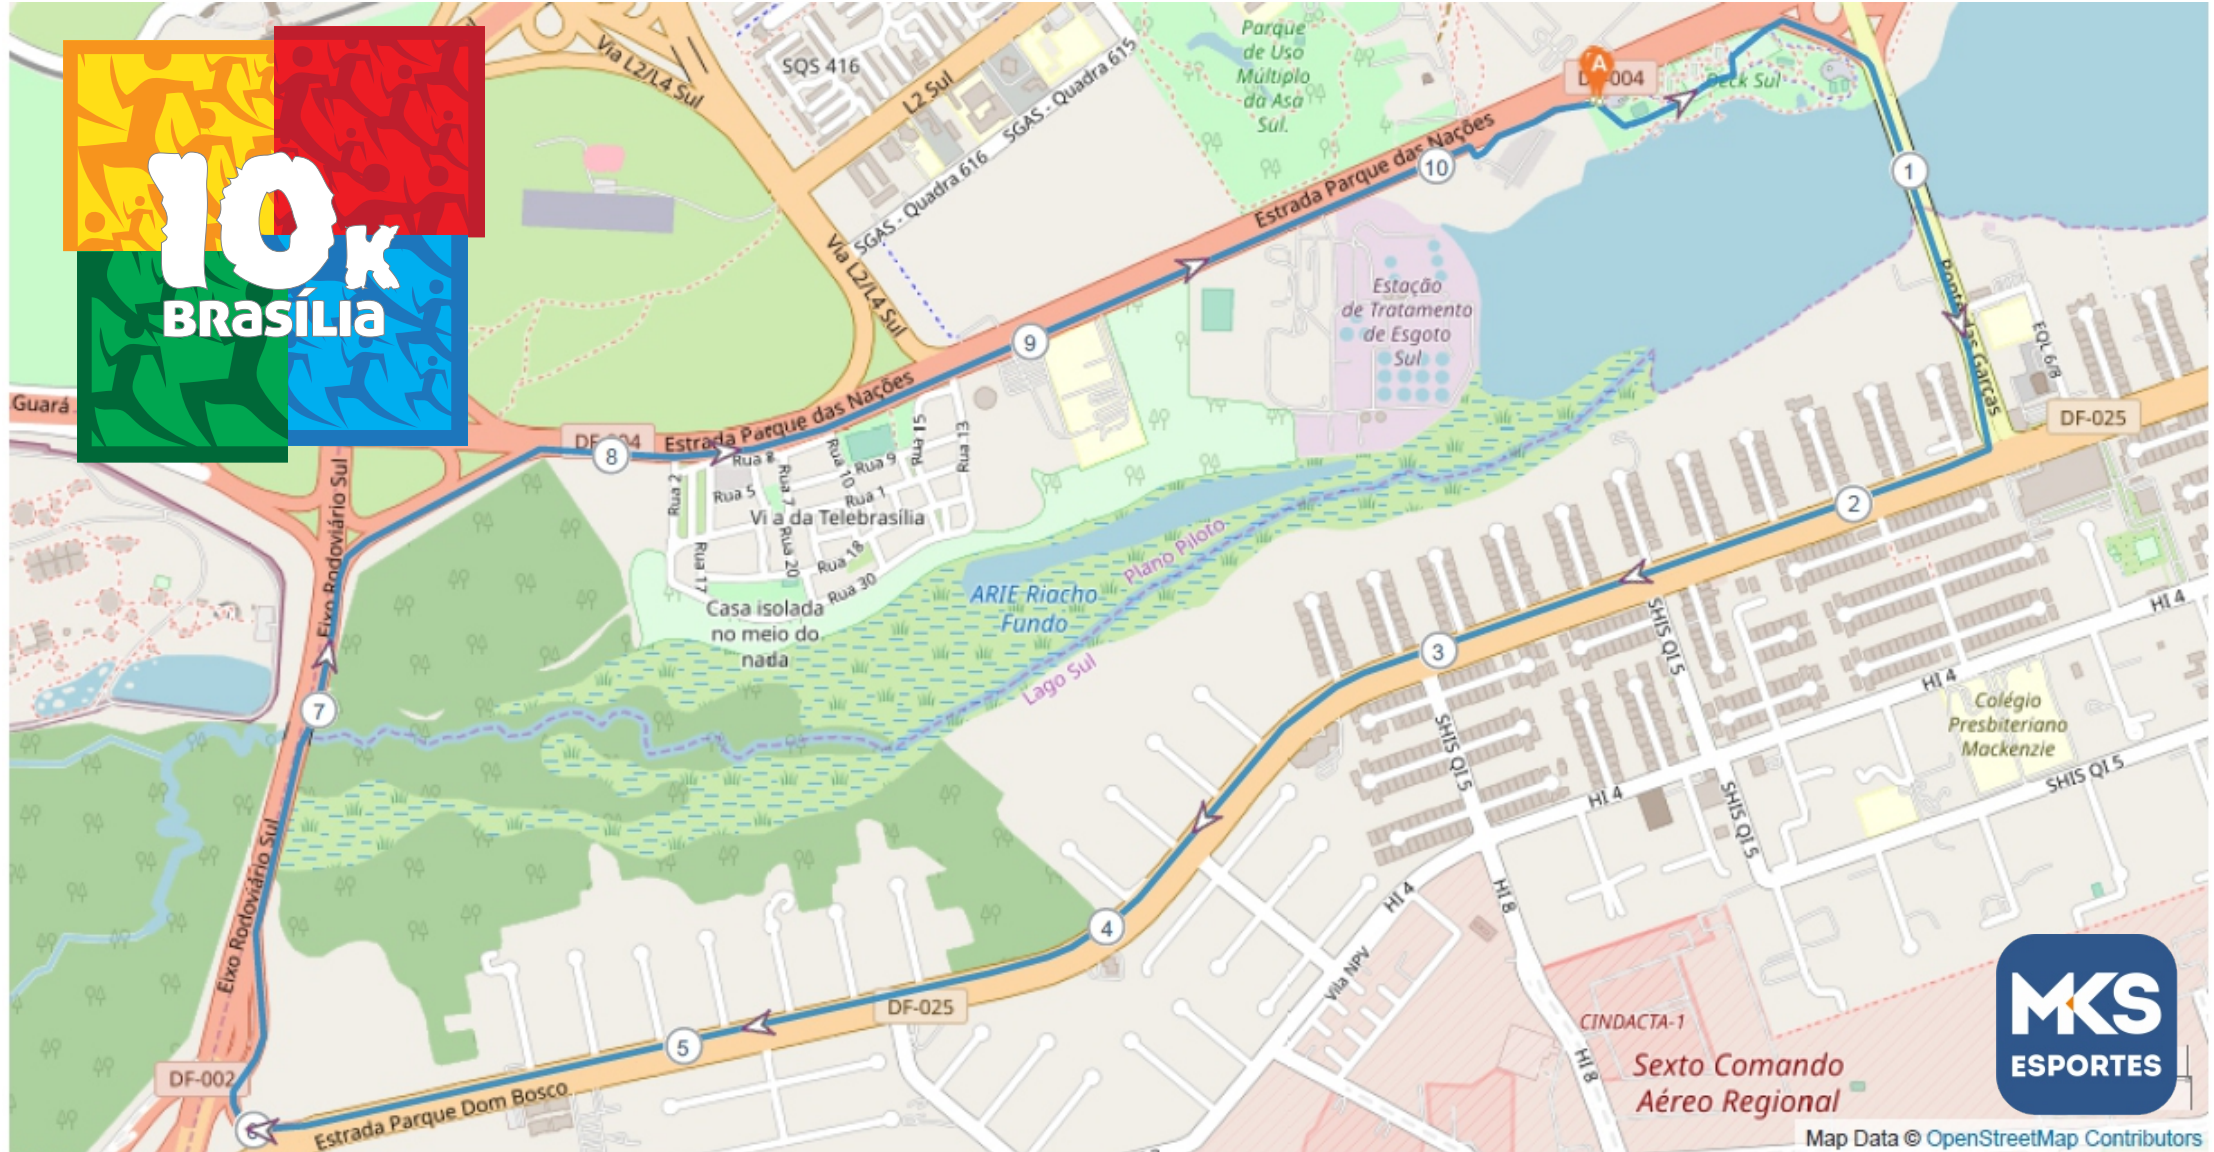 10K
BRASÍLIA
SQS 416
Via L2/L4 Sul
L2 Sul
SGAS - Quadra 615
SGAS - Quadra 616
Parque
de Uso
Múltiplo
da Asa
Sul.
A
Deck Sul
1
10
Estrada Parque das Nações
Via L2/L4 Sul
Estação
de Tratamento
de Esgoto
Sul
EQL 6/8
9
Guará
DF-025
8
Estrada Parque das Nações
Rua 8
Rua 9
Rua 10
Rua 15
Rua 13
Rua 2
Rua 5
Rua 7
Rua 1
Rua 20
Rua 18
Rua 17
Rua 30
da Telebrasília
2
Eixo Rodoviário Sul
Plano Piloto
Lago Sul
ARIE Riacho
Fundo
Casa isolada
no meio do
nada
3
SHIS QI 5
HI 4
7
SHIS QI 5
HI 4
HI 4
Colégio
Presbiteriano
Mackenzie
SHIS QI 5
SHIS QI 5
Eixo Rodoviário Sul
HI 4
HI 8
4
Vila NPV
DF-025
5
CINDACTA-1
Sexto Comando
Aéreo Regional
HI 8
DF-002
Estrada Parque Dom Bosco
MKS
ESPORTES
Map Data © OpenStreetMap Contributors